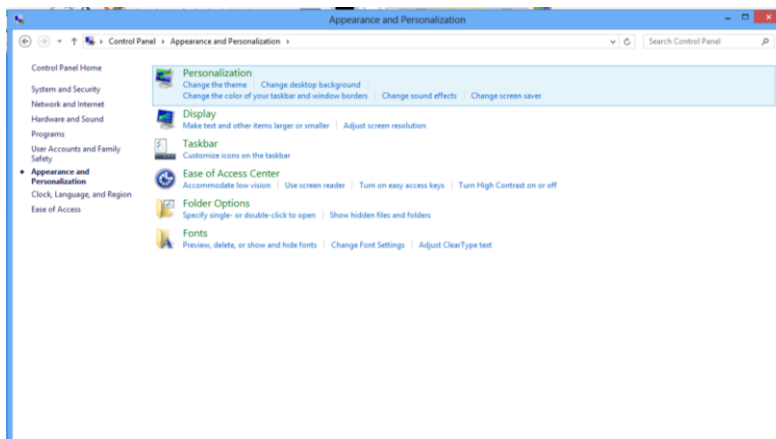 Appearance and Personalization
Control Panel Appearance and Personalization
Search Control Panel
Control Panel Home
System and Security
Network and Internet
Hardware and Sound
Programs
User Accounts and Family
Safety
Appearance and
Personalization
Clock, Language, and Region
Ease of Access
Personalization
Change the theme Change desktop background
Change the color of your taskbar and window borders Change sound effects Change screen saver
Display
Make text and other items larger or smaller Adjust screen resolution
Taskbar
Customize icons on the taskbar
Ease of Access Center
Accommodate low vision Use screen reader Turn on easy access keys Turn High Contrast on or off
Folder Options
Specify single- or double-click to open Show hidden files and folders
Fonts
Preview, delete, or show and hide fonts Change Font Settings Adjust ClearType text